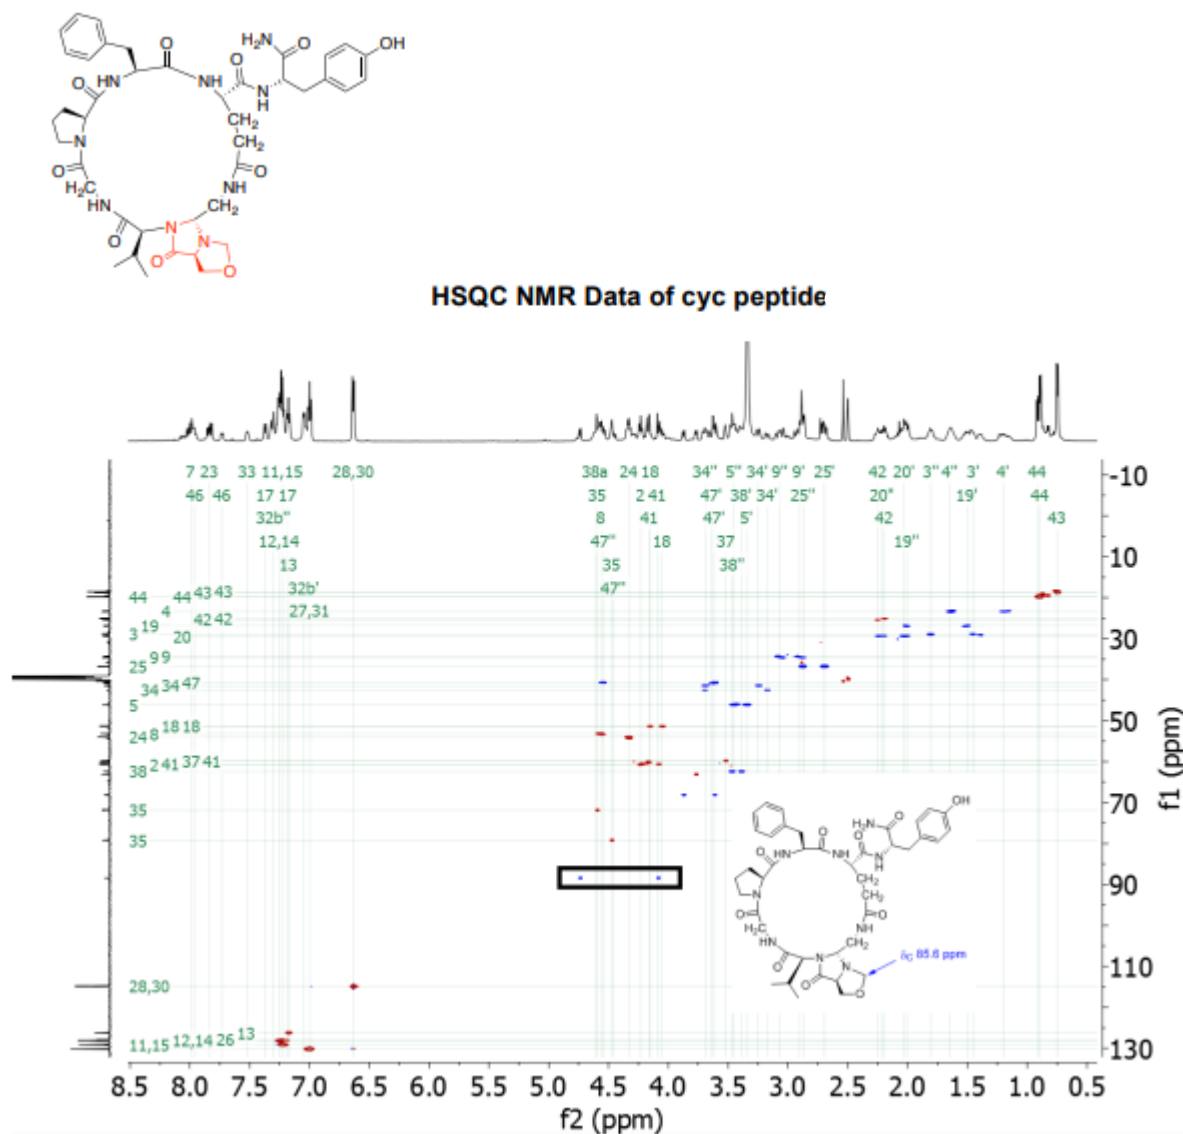 O
H₂N
O
OH
HN
NH
O
N
H
O
CH₂
N
CH₂
O
O
H₂C
NH
HN
CH₂
O
N
N
O
O
HSQC NMR Data of cyc peptide
7 23 33 11,15 28,30 38a 24 18 34" 5" 34' 9" 9' 25' 42 20' 3" 4" 3' 4' 44
46 46 17 17 35 2 41 47' 38' 34' 25" 20" 19' 44
32b" 8 41 47' 5' 42 43
12,14 47" 18 37 19"
13 35 38"
32b' 47"
27,31
44 44 43 43
4
42 42
3 19 20
25 9 9
34 34 47
5
24 8 18 18
38 2 41 37 41
35
35
28,30
11,15 12,14 26 13
-10
10
30
50
70
90
110
130
f1 (ppm)
O
H₂N
O
OH
HN
NH
O
N
H
O
CH₂
N
CH₂
O
O
H₂C
NH
HN
CH₂
O
N
N
O
O
δC 85.6 ppm
8.5 8.0 7.5 7.0 6.5 6.0 5.5 5.0 4.5 4.0 3.5 3.0 2.5 2.0 1.5 1.0 0.5
f2 (ppm)